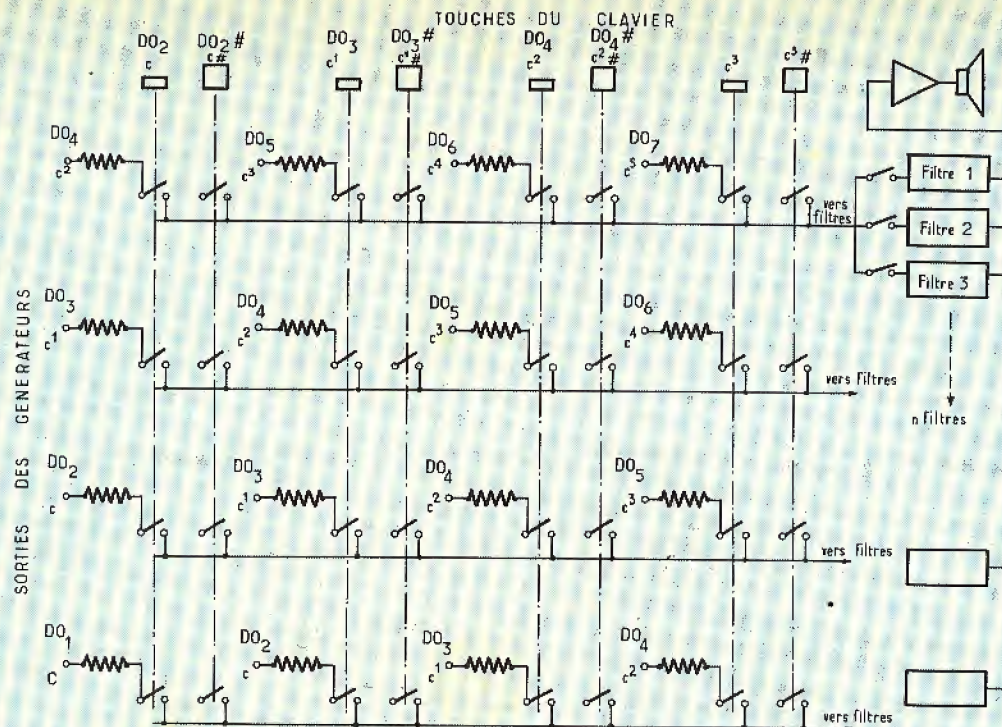 TOUCHES DU CLAVIER
DO2 DO2# DO3 DO3# DO4 DO4#
c c# c1 c1# c2 c2# c3 c3#
DO4 DO5 DO6 DO7
c2 c3 c4 c5
vers filtres
Filtre 1
Filtre 2
Filtre 3
n filtres
SORTIES DES GENERATEURS
DO3 DO4 DO5 DO6
c1 c2 c3 c4
vers filtres
DO2 DO3 DO4 DO5
c c1 c2 c3
vers filtres
DO1 DO2 DO3 DO4
C c c1 c2
vers filtres